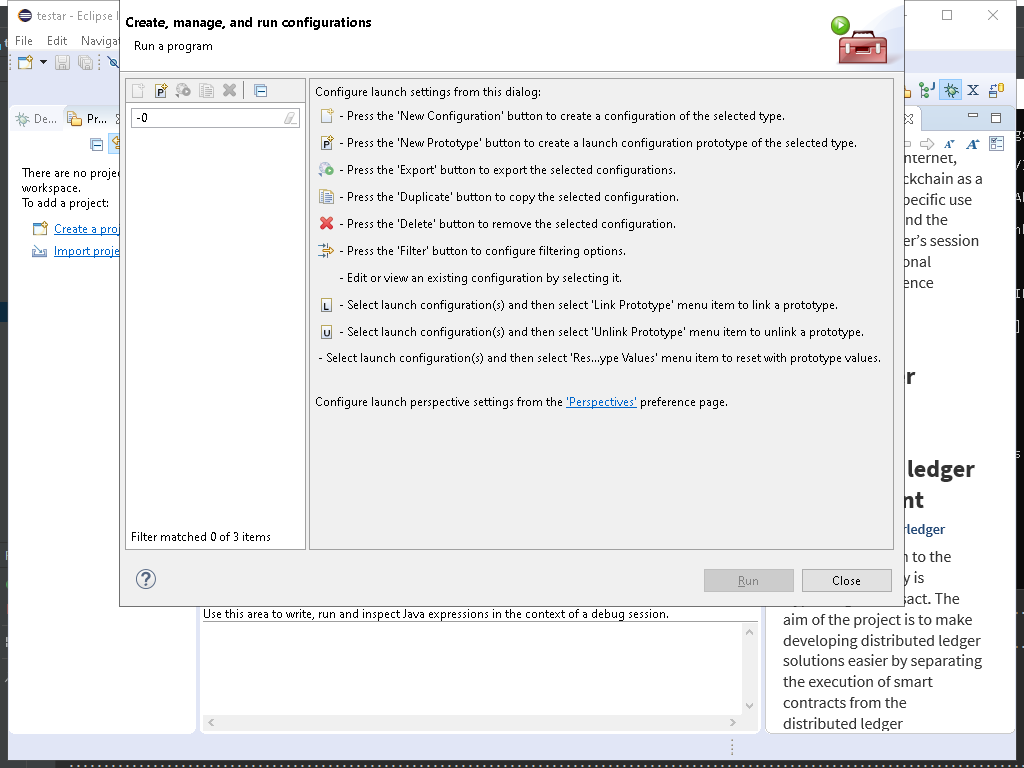 testar - Eclipse I
File Edit Naviga
Create, manage, and run configurations
Run a program
De...
Pr...
There are no proje
workspace.
To add a project:
Create a proj
Import proje
-0
Filter matched 0 of 3 items
Configure launch settings from this dialog:
- Press the 'New Configuration' button to create a configuration of the selected type.
P - Press the 'New Prototype' button to create a launch configuration prototype of the selected type.
- Press the 'Export' button to export the selected configurations.
- Press the 'Duplicate' button to copy the selected configuration.
- Press the 'Delete' button to remove the selected configuration.
- Press the 'Filter' button to configure filtering options.
- Edit or view an existing configuration by selecting it.
L - Select launch configuration(s) and then select 'Link Prototype' menu item to link a prototype.
U - Select launch configuration(s) and then select 'Unlink Prototype' menu item to unlink a prototype.
- Select launch configuration(s) and then select 'Res...ype Values' menu item to reset with prototype values.
Configure launch perspective settings from the 'Perspectives' preference page.
Run
Close
Use this area to write, run and inspect Java expressions in the context of a debug session.
nternet,
ckchain as a
pecific use
nd the
er's session
onal
ence
r
ledger
nt
rledger
n to the
y is
sact. The
aim of the project is to make
developing distributed ledger
solutions easier by separating
the execution of smart
contracts from the
distributed ledger